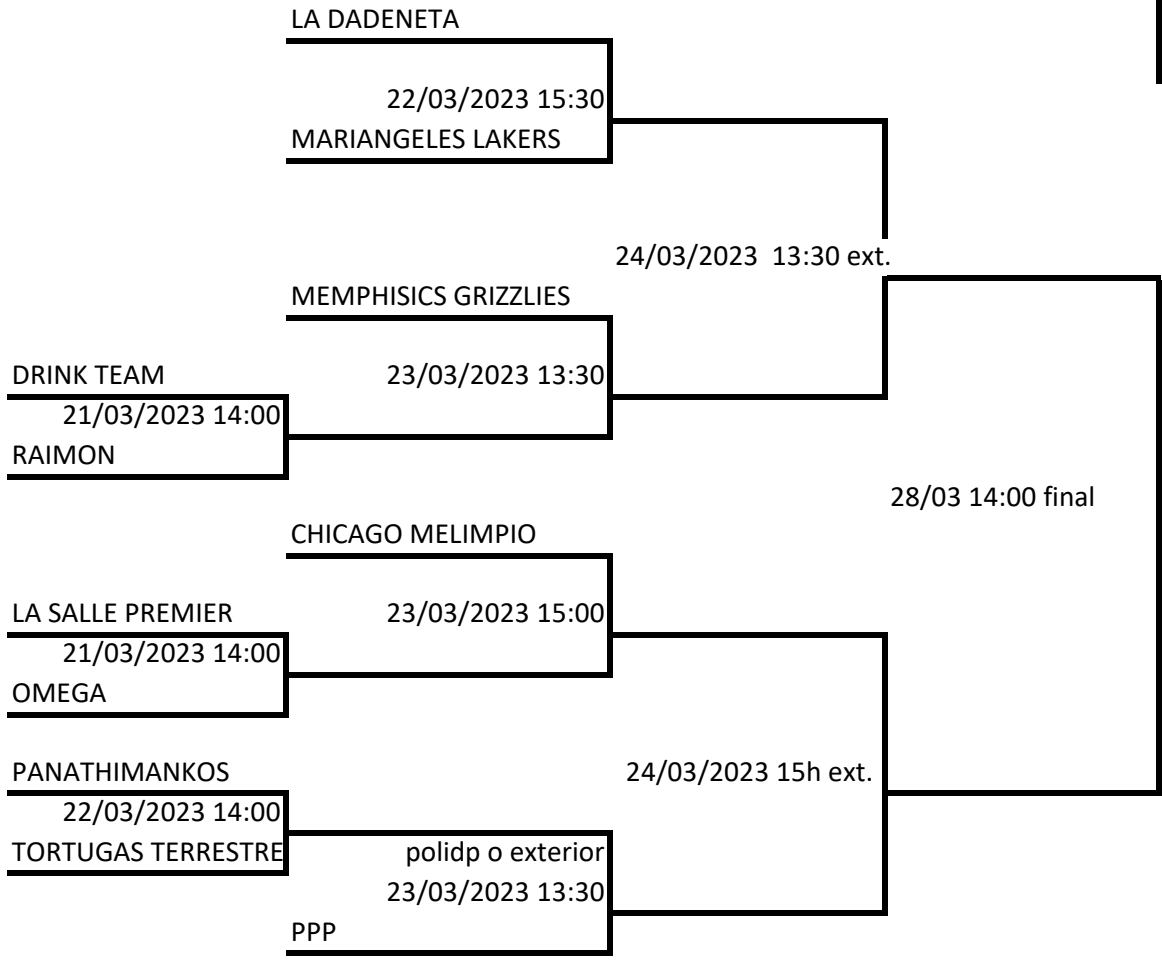 LA DADENETA
22/03/2023 15:30
MARIANGELES LAKERS
24/03/2023  13:30 ext.
MEMPHISICS GRIZZLIES
DRINK TEAM
23/03/2023 13:30
21/03/2023 14:00
RAIMON
28/03 14:00 final
CHICAGO MELIMPIO
LA SALLE PREMIER
23/03/2023 15:00
21/03/2023 14:00
OMEGA
PANATHIMANKOS
24/03/2023 15h ext.
22/03/2023 14:00
TORTUGAS TERRESTRE
polidp o exterior
23/03/2023 13:30
PPP